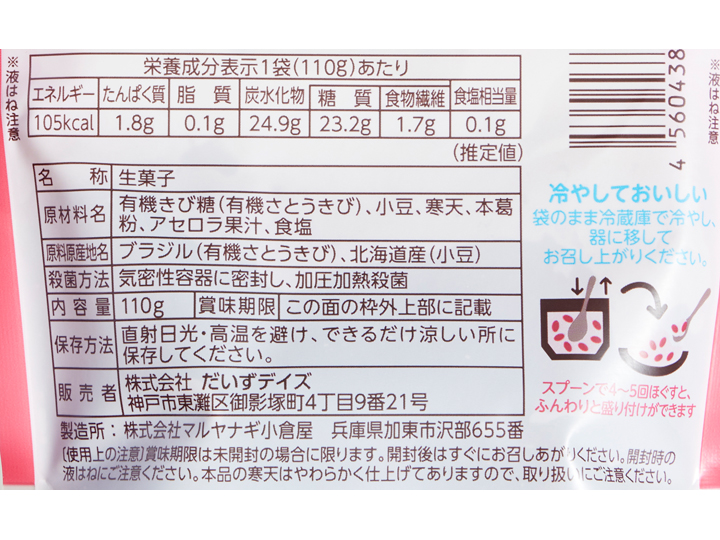 栄養成分表示1袋(110g)あたり
エネルギー たんぱく質 脂質 炭水化物 糖質 食物繊維 食塩相当量
105kcal 1.8g 0.1g 24.9g 23.2g 1.7g 0.1g
(推定値)
名称 生菓子
原材料名 有機きび糖(有機さとうきび)、小豆、寒天、本葛
粉、アセロラ果汁、食塩
原料原産地名 ブラジル(有機さとうきび)、北海道産(小豆)
殺菌方法 気密性容器に密封し、加圧加熱殺菌
内容量 110g 賞味期限 この面の枠外上部に記載
保存方法 直射日光・高温を避け、できるだけ涼しい所に
保存してください。
販売者 株式会社 だいずデイズ
神戸市東灘区御影塚町4丁目9番21号
製造所:株式会社マルヤナギ小倉屋 兵庫県加東市沢部655番
〔使用上の注意〕賞味期限は未開封の場合に限ります。開封後はすぐにお召しあがりください。開封時の
液はねにご注意ください。本品の寒天はやわらかく仕上げてありますので、取り扱いにご注意ください。
※液はね注意
4 560438
冷やしておいしい
袋のまま冷蔵庫で冷やし、
器に移して
お召し上がりください。
スプーンで4〜5回ほぐすと、
ふんわりと盛り付けができます
※液はね注意